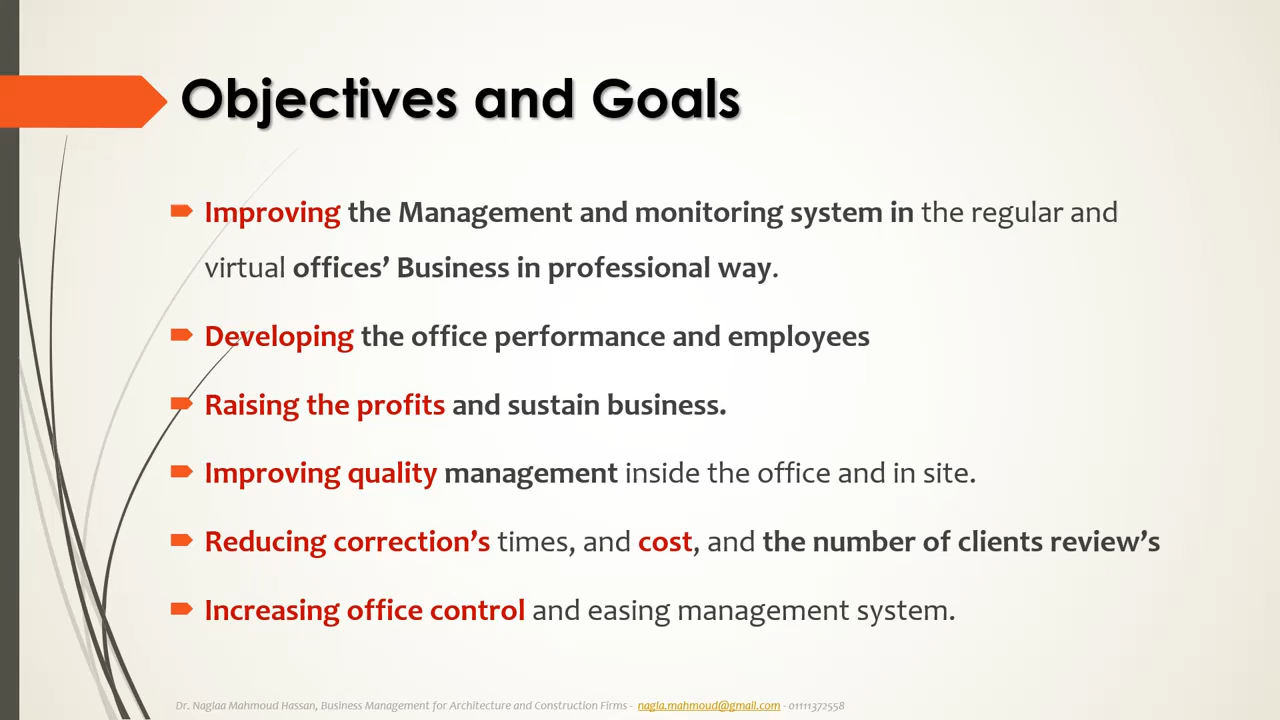 Objectives and Goals
Improving the Management and monitoring system in the regular and
virtual offices’ Business in professional way.
Developing the office performance and employees
Raising the profits and sustain business.
Improving quality management inside the office and in site.
Reducing correction’s times, and cost, and the number of clients review’s
Increasing office control and easing management system.
Dr. Naglaa Mahmoud Hassan, Business Management for Architecture and Construction Firms - nagla.mahmoud@gmail.com - 01111372558